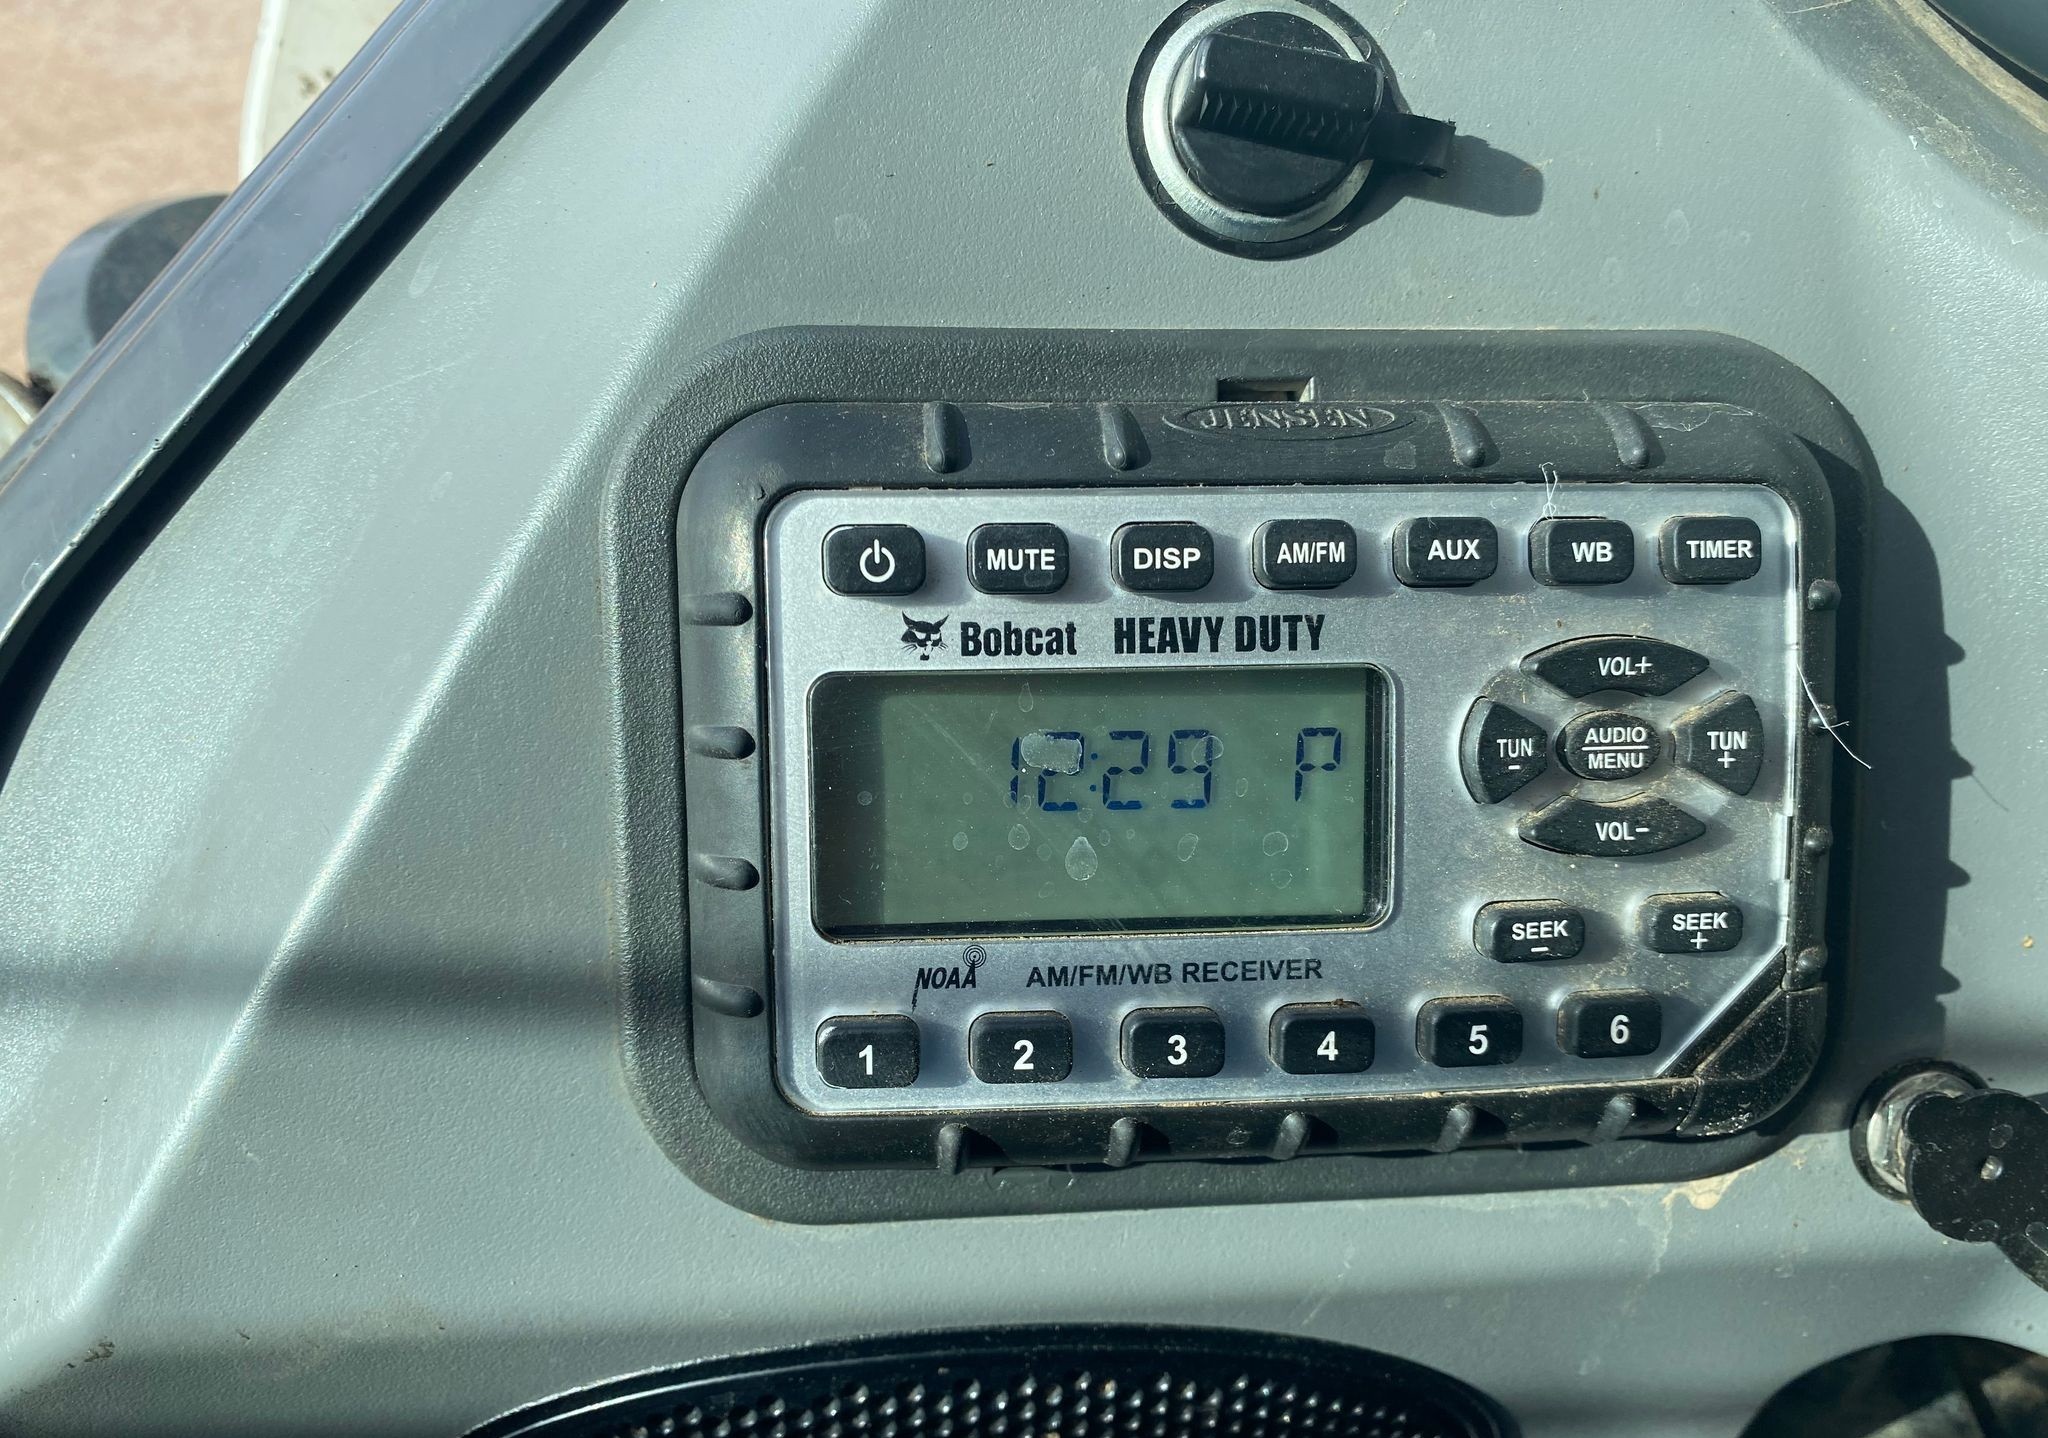 JENSEN
MUTE DISP AM/FM AUX WB TIMER
Bobcat HEAVY DUTY
12:29 P
VOL+
TUN - AUDIO MENU TUN +
VOL-
SEEK - SEEK +
NOAA AM/FM/WB RECEIVER
1 2 3 4 5 6